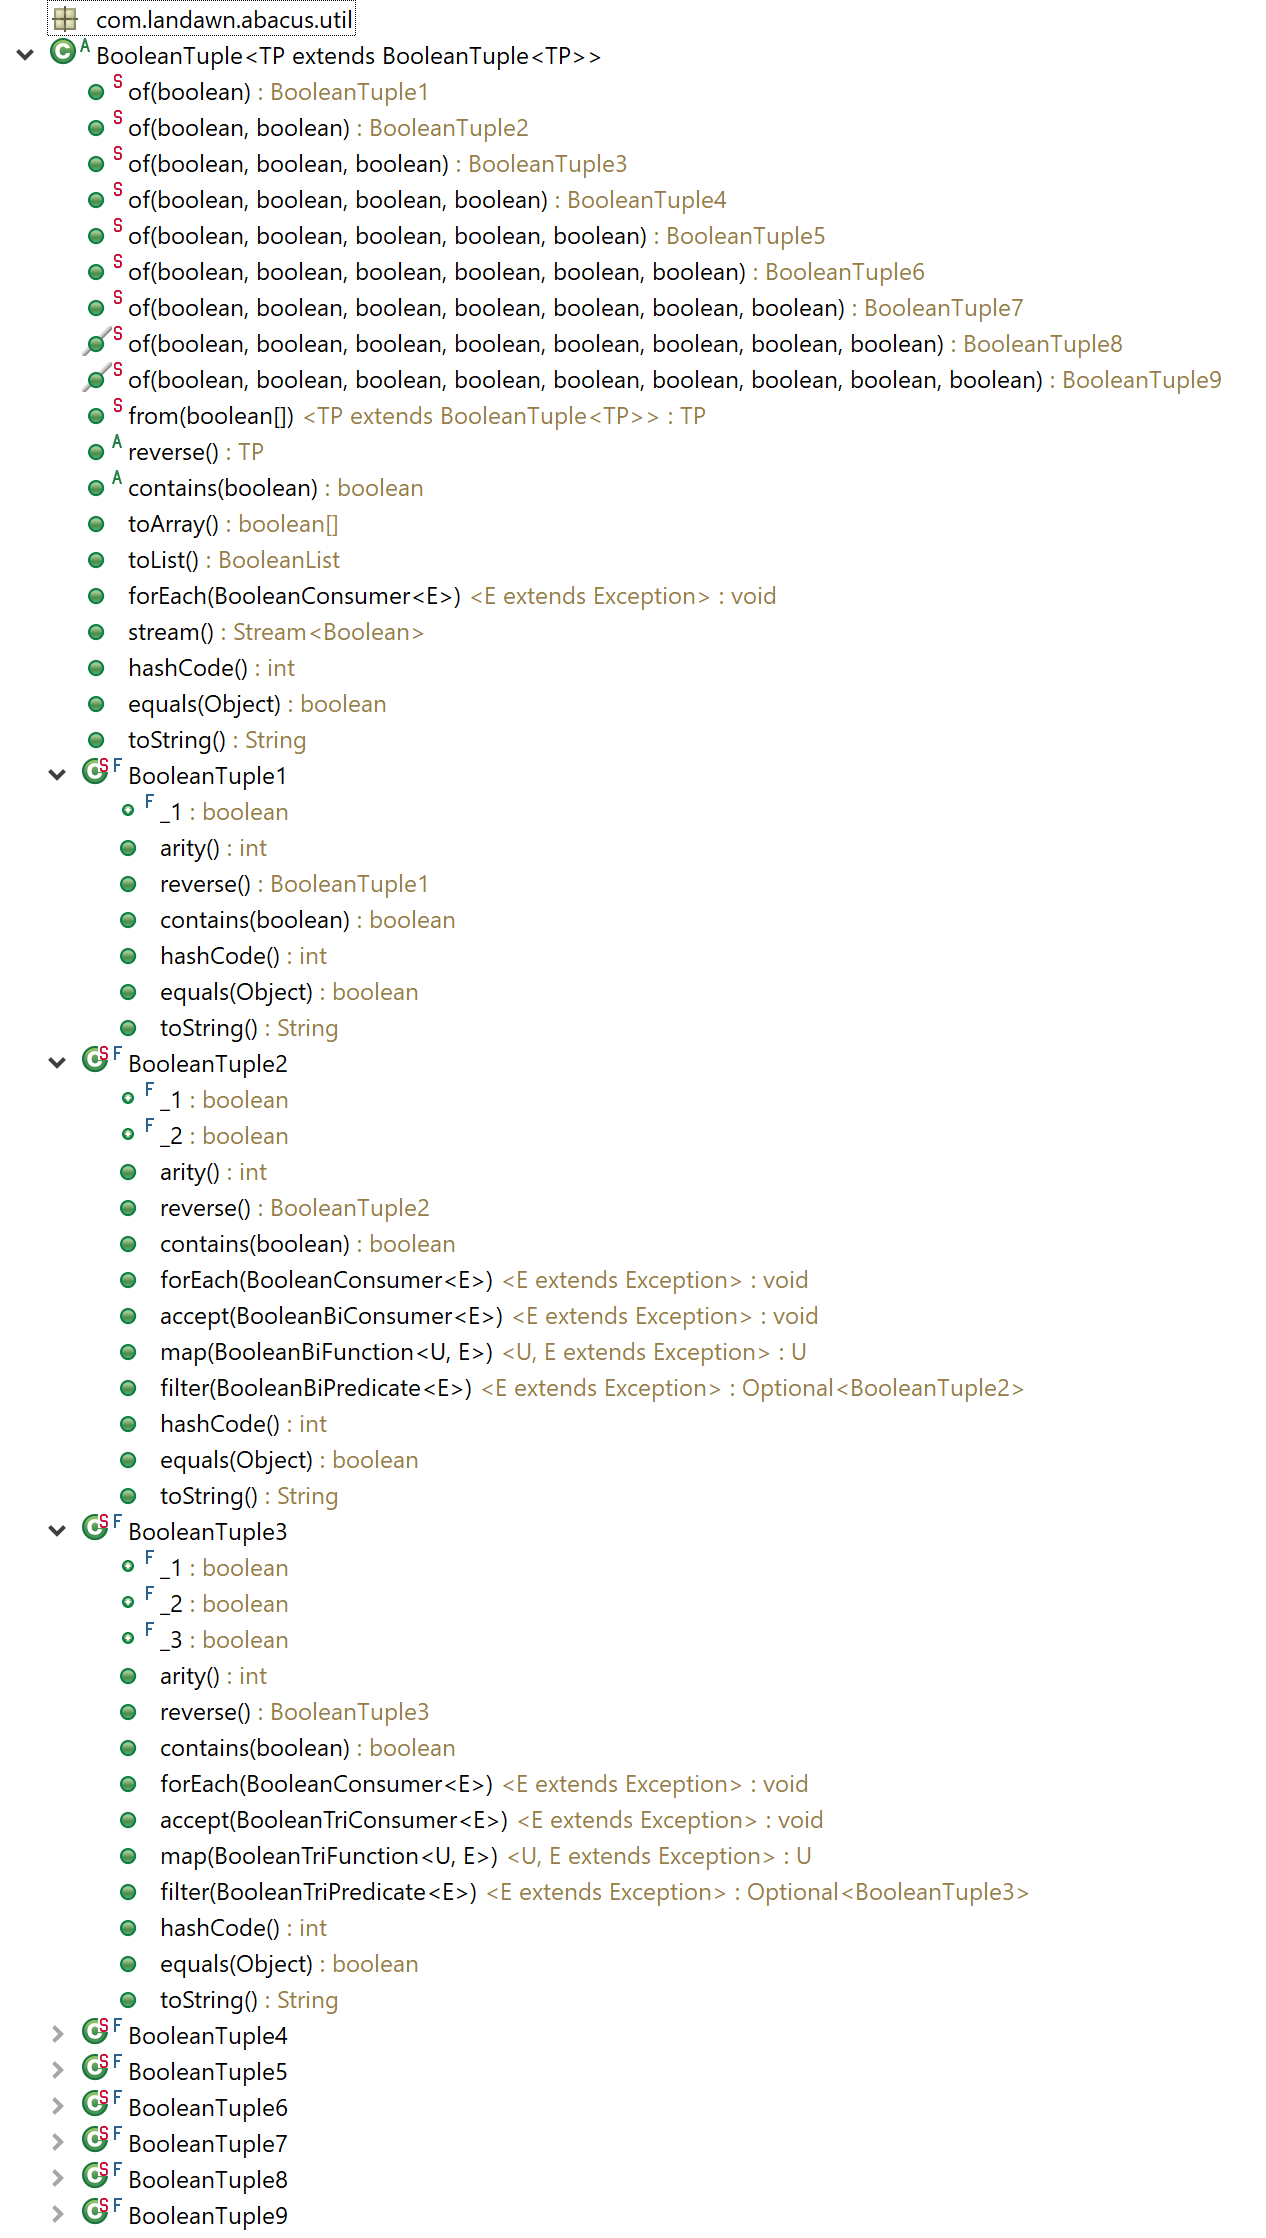 com.landawn.abacus.util
BooleanTuple<TP extends BooleanTuple<TP>>
of(boolean) : BooleanTuple1
of(boolean, boolean) : BooleanTuple2
of(boolean, boolean, boolean) : BooleanTuple3
of(boolean, boolean, boolean, boolean) : BooleanTuple4
of(boolean, boolean, boolean, boolean, boolean) : BooleanTuple5
of(boolean, boolean, boolean, boolean, boolean, boolean) : BooleanTuple6
of(boolean, boolean, boolean, boolean, boolean, boolean, boolean) : BooleanTuple7
of(boolean, boolean, boolean, boolean, boolean, boolean, boolean, boolean) : BooleanTuple8
of(boolean, boolean, boolean, boolean, boolean, boolean, boolean, boolean, boolean) : BooleanTuple9
from(boolean[]) <TP extends BooleanTuple<TP>> : TP
reverse() : TP
contains(boolean) : boolean
toArray() : boolean[]
toList() : BooleanList
forEach(BooleanConsumer<E>) <E extends Exception> : void
stream() : Stream<Boolean>
hashCode() : int
equals(Object) : boolean
toString() : String
BooleanTuple1
_1 : boolean
arity() : int
reverse() : BooleanTuple1
contains(boolean) : boolean
hashCode() : int
equals(Object) : boolean
toString() : String
BooleanTuple2
_1 : boolean
_2 : boolean
arity() : int
reverse() : BooleanTuple2
contains(boolean) : boolean
forEach(BooleanConsumer<E>) <E extends Exception> : void
accept(BooleanBiConsumer<E>) <E extends Exception> : void
map(BooleanBiFunction<U, E>) <U, E extends Exception> : U
filter(BooleanBiPredicate<E>) <E extends Exception> : Optional<BooleanTuple2>
hashCode() : int
equals(Object) : boolean
toString() : String
BooleanTuple3
_1 : boolean
_2 : boolean
_3 : boolean
arity() : int
reverse() : BooleanTuple3
contains(boolean) : boolean
forEach(BooleanConsumer<E>) <E extends Exception> : void
accept(BooleanTriConsumer<E>) <E extends Exception> : void
map(BooleanTriFunction<U, E>) <U, E extends Exception> : U
filter(BooleanTriPredicate<E>) <E extends Exception> : Optional<BooleanTuple3>
hashCode() : int
equals(Object) : boolean
toString() : String
BooleanTuple4
BooleanTuple5
BooleanTuple6
BooleanTuple7
BooleanTuple8
BooleanTuple9